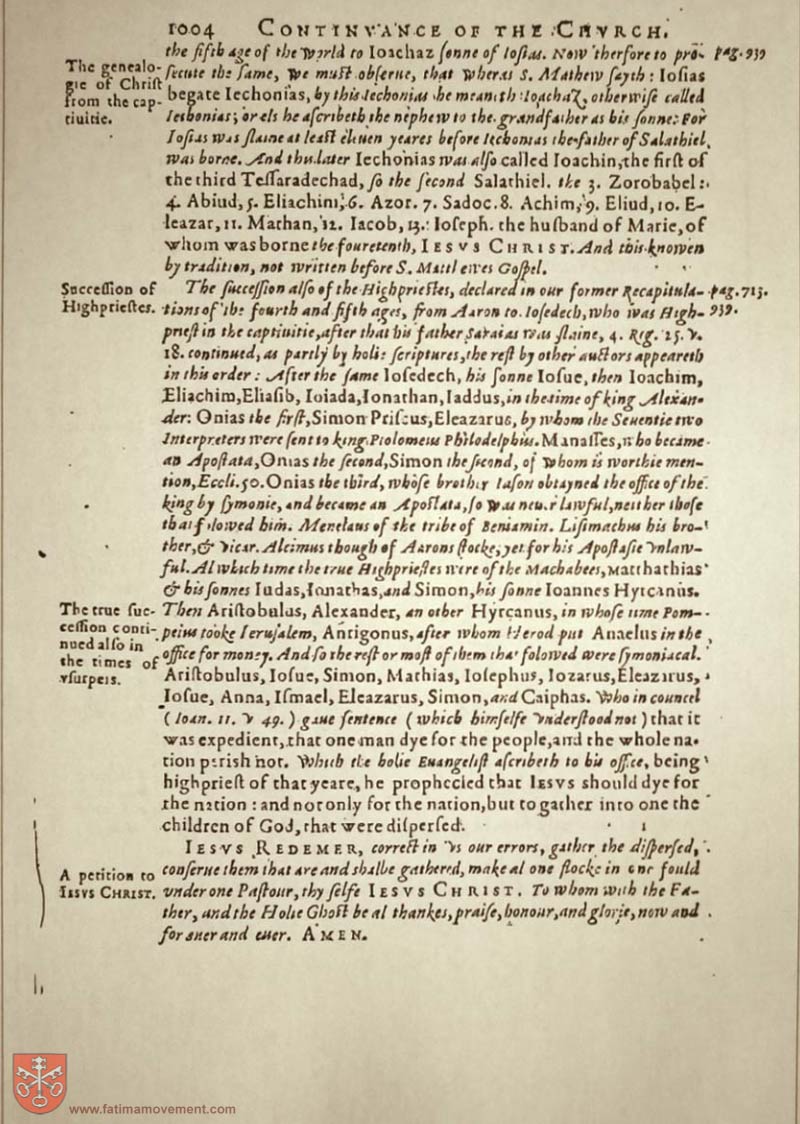 1004 CONTINVANCE OF THE CHVRCH.
the fifth age of the world to Ioachaz sonne of Iosias. Now therfore to pro- pag. 939
The genealogie of Christ from the captiuitie.
secute the same, we must obserue, that wheras S. Mathew sayth: Iosias
begate Iechonias, by this Iechonias he meaneth Ioachaz, otherwise called
Iechonias; or els he ascribeth the nephew to the grandfather as his sonne: For
Iosias was slaine at least eleuen yeares before Iechonias the father of Salathiel,
was borne. And thus later Iechonias was also called Ioachin, the first of
the third Tessaradechad, so the second Salathiel. the 3. Zorobabel:
4. Abiud, 5. Eliachim, 6. Azor. 7. Sadoc. 8. Achim, 9. Eliud, 10. E-
leazar, 11. Mathan, 12. Iacob, 13. Ioseph. the husband of Marie, of
whom was borne the fouretenth, IESVS CHRIST. And this knowen
by tradition, not written before S. Matthewes Gospel.
Succession of Highpriestes.
The succession also of the Highpriestes, declared in our former Recapitula- pag. 713.
tions of the fourth and fifth ages, from Aaron to Iosedech, who was High- 939.
priest in the captiuitie, after that his father Saraias was slaine, 4. Reg. 25. v.
18. continued, as partly by holie scriptures, the rest by other auctors appeareth
in this order: After the same Iosedech, his sonne Iosue, then Ioachim,
Eliachim, Eliasib, Ioiada, Ionathan, Iaddus, in the time of king Alexan-
der: Onias the first, Simon Priscus, Eleazarus, by whom the Seuentie two
Interpreters were sent to king Ptolomeus Philodelphus. Manasses, who became
an Apostata, Onias the second, Simon the second, of whom is worthie men-
tion, Eccli. 50. Onias the third, whose brother Iason obtayned the office of the
king by symonie, and became an Apostata, so was neuer lawful, neither those
that folowed him. Menelaus of the tribe of Beniamin. Lisimachus his bro-
ther, & vicar. Alcimus though of Aarons stocke, yet for his Apostasie vnlaw-
ful. Al which time the true Highpriestes were of the Machabees, Matthathias
& his sonnes Iudas, Ionathas, and Simon, his sonne Ioannes Hyrcanus.
The true succession continued also in the times of vsurpers.
Then Aristobulus, Alexander, an other Hyrcanus, in whose time Pom-
peius tooke Ierusalem, Antigonus, after whom Herod put Anaelus in the
office for money. And so the rest or most of them that folowed were symoniacal.
Aristobulus, Iosue, Simon, Mathias, Iosephus, Iozarus, Eleazarus,
Iosue, Anna, Ismael, Eleazarus, Simon, and Caiphas. Who in councel
(Ioan. 11. v 49.) gaue sentence (which himselfe vnderstood not) that it
was expedient, that one man dye for the people, and the whole na-
tion perish not. Which the holie Euangelist ascribeth to his office, being
highpriest of that yeare, he prophecied that IESVS should dye for
the nation: and not only for the nation, but to gather into one the
children of God, that were dispersed.
A petition to IESVS CHRIST.
IESVS REDEMER, correct in vs our errors, gather the dispersed,
conserue them that are and shalbe gathered, make al one flocke in one fould
vnder one Pastour, thy selfe IESVS CHRIST. To whom with the Fa-
ther, and the Holie Ghost be al thankes, praise, honour, and glorie, now and
for euer and euer. AMEN.
www.fatimamovement.com